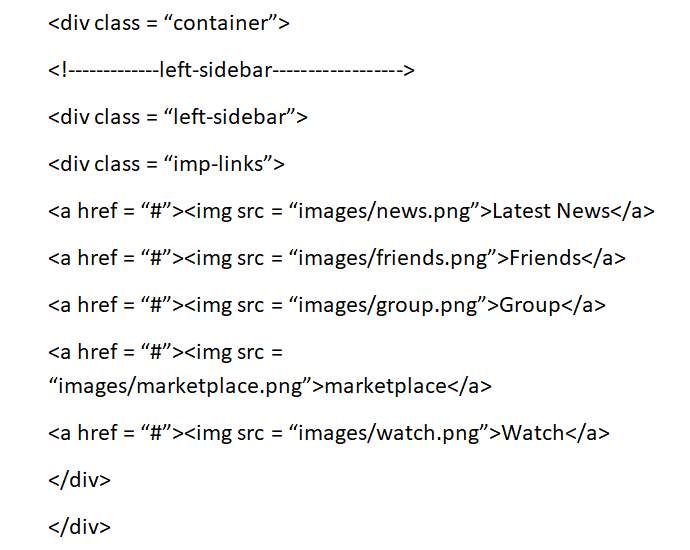 <div class = “container”>
<!-------------left-sidebar------------------>
<div class = “left-sidebar”>
<div class = “imp-links”>
<a href = “#”><img src = “images/news.png”>Latest News</a>
<a href = “#”><img src = “images/friends.png”>Friends</a>
<a href = “#”><img src = “images/group.png”>Group</a>
<a href = “#”><img src =
“images/marketplace.png”>marketplace</a>
<a href = “#”><img src = “images/watch.png”>Watch</a>
</div>
</div>